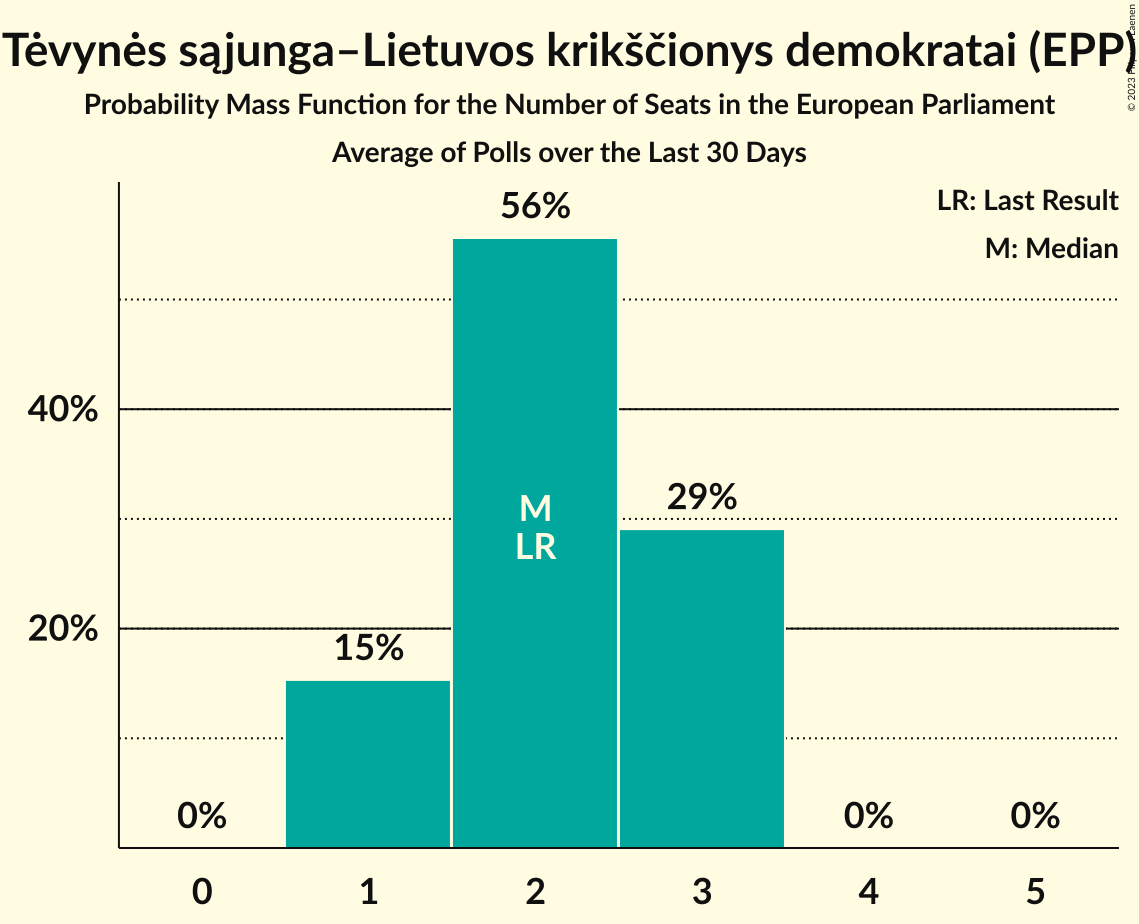 Tėvynės sąjunga–Lietuvos krikščionys demokratai (EPP)
Probability Mass Function for the Number of Seats in the European Parliament
Average of Polls over the Last 30 Days
LR: Last Result
M: Median
56%
40%
29%
M
LR
20%
15%
0%
0%
0%
0 1 2 3 4 5
© 2023 Laenen